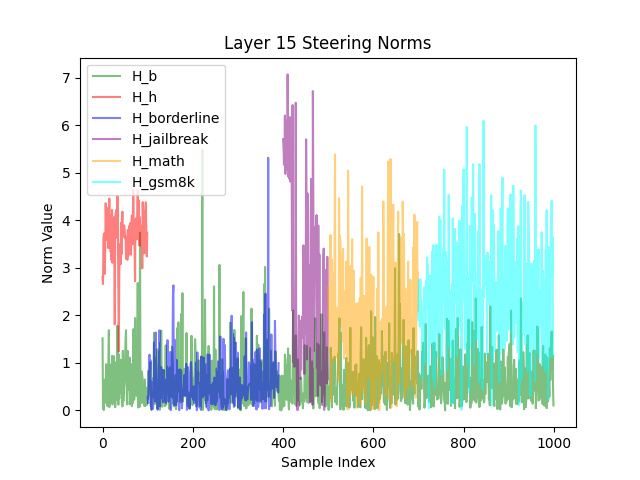 Layer 15 Steering Norms
H_b
H_h
H_borderline
H_jailbreak
H_math
H_gsm8k
Norm Value
7
6
5
4
3
2
1
0
0 200 400 600 800 1000
Sample Index